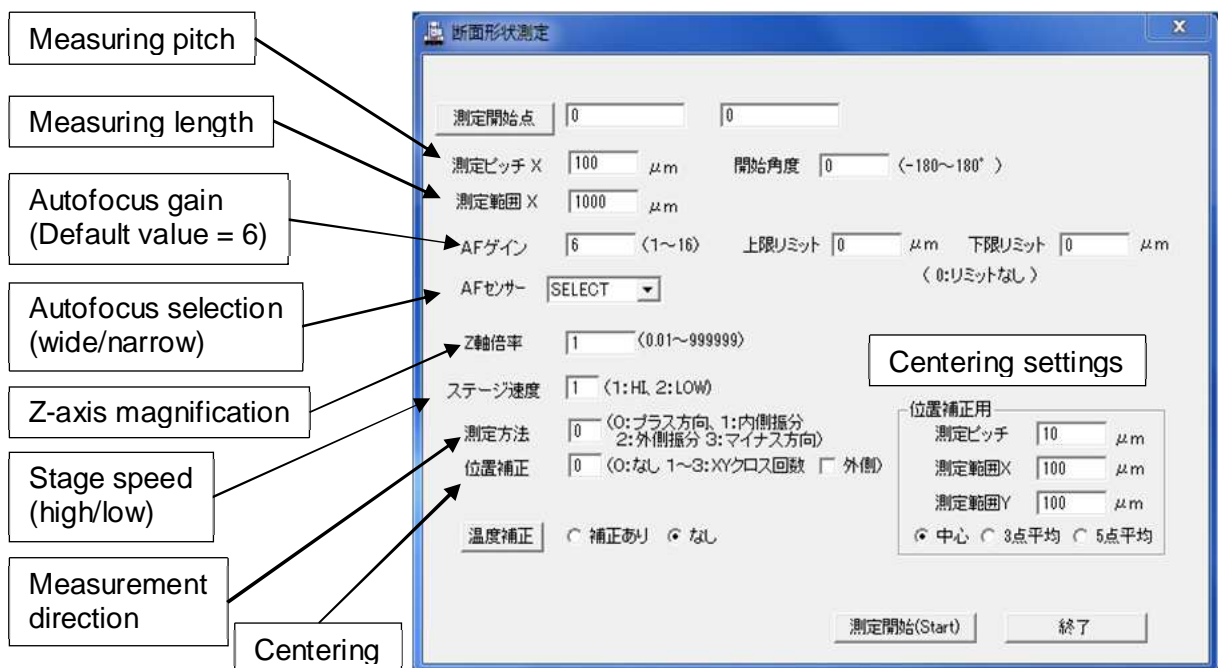 Measuring pitch
Measuring length
Autofocus gain
(Default value = 6)
Autofocus selection
(wide/narrow)
Z-axis magnification
Stage speed
(high/low)
Measurement
direction
Centering
断面形状測定
x
測定開始点 0 0
測定ピッチ X 100 μm 開始角度 0 (-180～180°)
測定範囲 X 1000 μm
AFゲイン 6 (1～16) 上限リミット 0 μm 下限リミット 0 μm
(0:リミットなし)
AFセンサー SELECT
Z軸倍率 1 (0.01～999999)
Centering settings
ステージ速度 1 (1:HI、2:LOW)
測定方法 0 (0:プラス方向、1:内側振分
2:外側振分 3:マイナス方向)
位置補正 0 (0:なし 1～3:XYクロス回数 外側)
位置補正用
測定ピッチ 10 μm
測定範囲X 100 μm
測定範囲Y 100 μm
中心 3点平均 5点平均
温度補正 補正あり なし
測定開始(Start) 終了